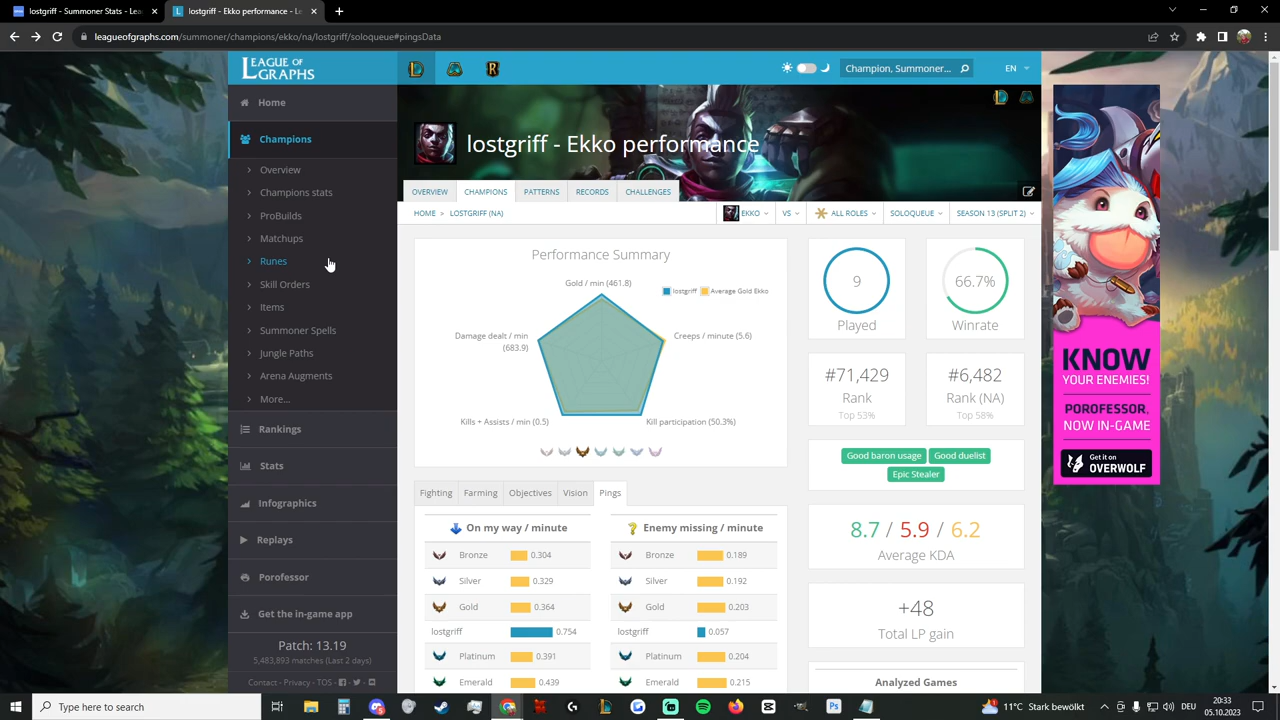 lostgriff - Summoner Stats - Lea
lostgriff - Ekko performance
leagueofgraphs.com/summoner/champions/ekko/lostgriff/soloqueue#pingsData
LEAGUE OF
GRAPHS
Champion, Summoner...
EN
Home
Champions
Overview
Champions stats
ProBuilds
Matchups
Runes
Skill Orders
Items
Summoner Spells
Jungle Paths
Arena Augments
More...
Rankings
Stats
Infographics
Replays
Porofessor
Get the in-game app
Patch: 13.19
5,483,893 matches (Last 2 days)
Contact - Privacy - TOS -
lostgriff - Ekko performance
OVERVIEW CHAMPIONS PATTERNS RECORDS CHALLENGES
HOME » LOSTGRIFF (NA)
EKKO VS ALL ROLES SOLOQUEUE SEASON 13 (SPLIT 2)
Performance Summary
Gold / min (461.8)
lostgriff Average Gold Ekko
Damage dealt / min
(683.9)
Creeps / minute (5.6)
Kills + Assists / min (0.5)
Kill participation (50.3%)
Fighting Farming Objectives Vision Pings
On my way / minute
Bronze 0.304
Silver 0.329
Gold 0.364
lostgriff 0.754
Platinum 0.391
Emerald 0.439
Enemy missing / minute
Bronze 0.189
Silver 0.192
Gold 0.203
lostgriff 0.057
Platinum 0.204
Emerald 0.215
9
Played
66.7%
Winrate
#71,429
Rank
Top 53%
#6,482
Rank (NA)
Top 58%
Good baron usage Good duelist
Epic Stealer
8.7 / 5.9 / 6.2
Average KDA
+48
Total LP gain
Analyzed Games
KNOW
YOUR ENEMIES!
POROFESSOR.
NOW IN-GAME
Get it on
OVERWOLF
Type here to search
11°C Stark bewölkt
DEU
20:33
05.10.2023